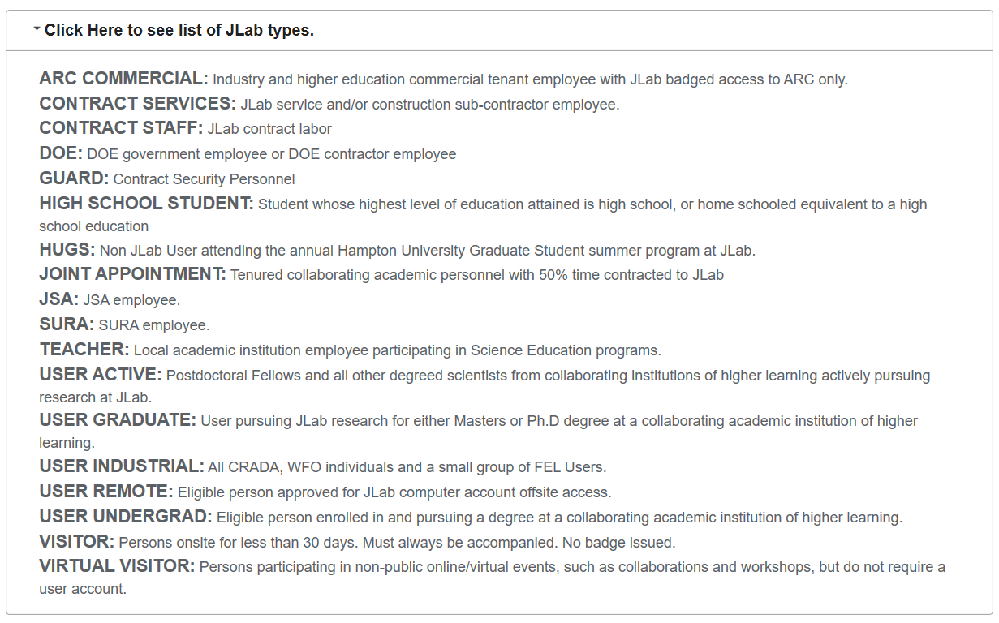 Click Here to see list of JLab types.
ARC COMMERCIAL: Industry and higher education commercial tenant employee with JLab badged access to ARC only.
CONTRACT SERVICES: JLab service and/or construction sub-contractor employee.
CONTRACT STAFF: JLab contract labor
DOE: DOE government employee or DOE contractor employee
GUARD: Contract Security Personnel
HIGH SCHOOL STUDENT: Student whose highest level of education attained is high school, or home schooled equivalent to a high
school education
HUGS: Non JLab User attending the annual Hampton University Graduate Student summer program at JLab.
JOINT APPOINTMENT: Tenured collaborating academic personnel with 50% time contracted to JLab
JSA: JSA employee.
SURA: SURA employee.
TEACHER: Local academic institution employee participating in Science Education programs.
USER ACTIVE: Postdoctoral Fellows and all other degreed scientists from collaborating institutions of higher learning actively pursuing
research at JLab.
USER GRADUATE: User pursuing JLab research for either Masters or Ph.D degree at a collaborating academic institution of higher
learning.
USER INDUSTRIAL: All CRADA, WFO individuals and a small group of FEL Users.
USER REMOTE: Eligible person approved for JLab computer account offsite access.
USER UNDERGRAD: Eligible person enrolled in and pursuing a degree at a collaborating academic institution of higher learning.
VISITOR: Persons onsite for less than 30 days. Must always be accompanied. No badge issued.
VIRTUAL VISITOR: Persons participating in non-public online/virtual events, such as collaborations and workshops, but do not require a
user account.